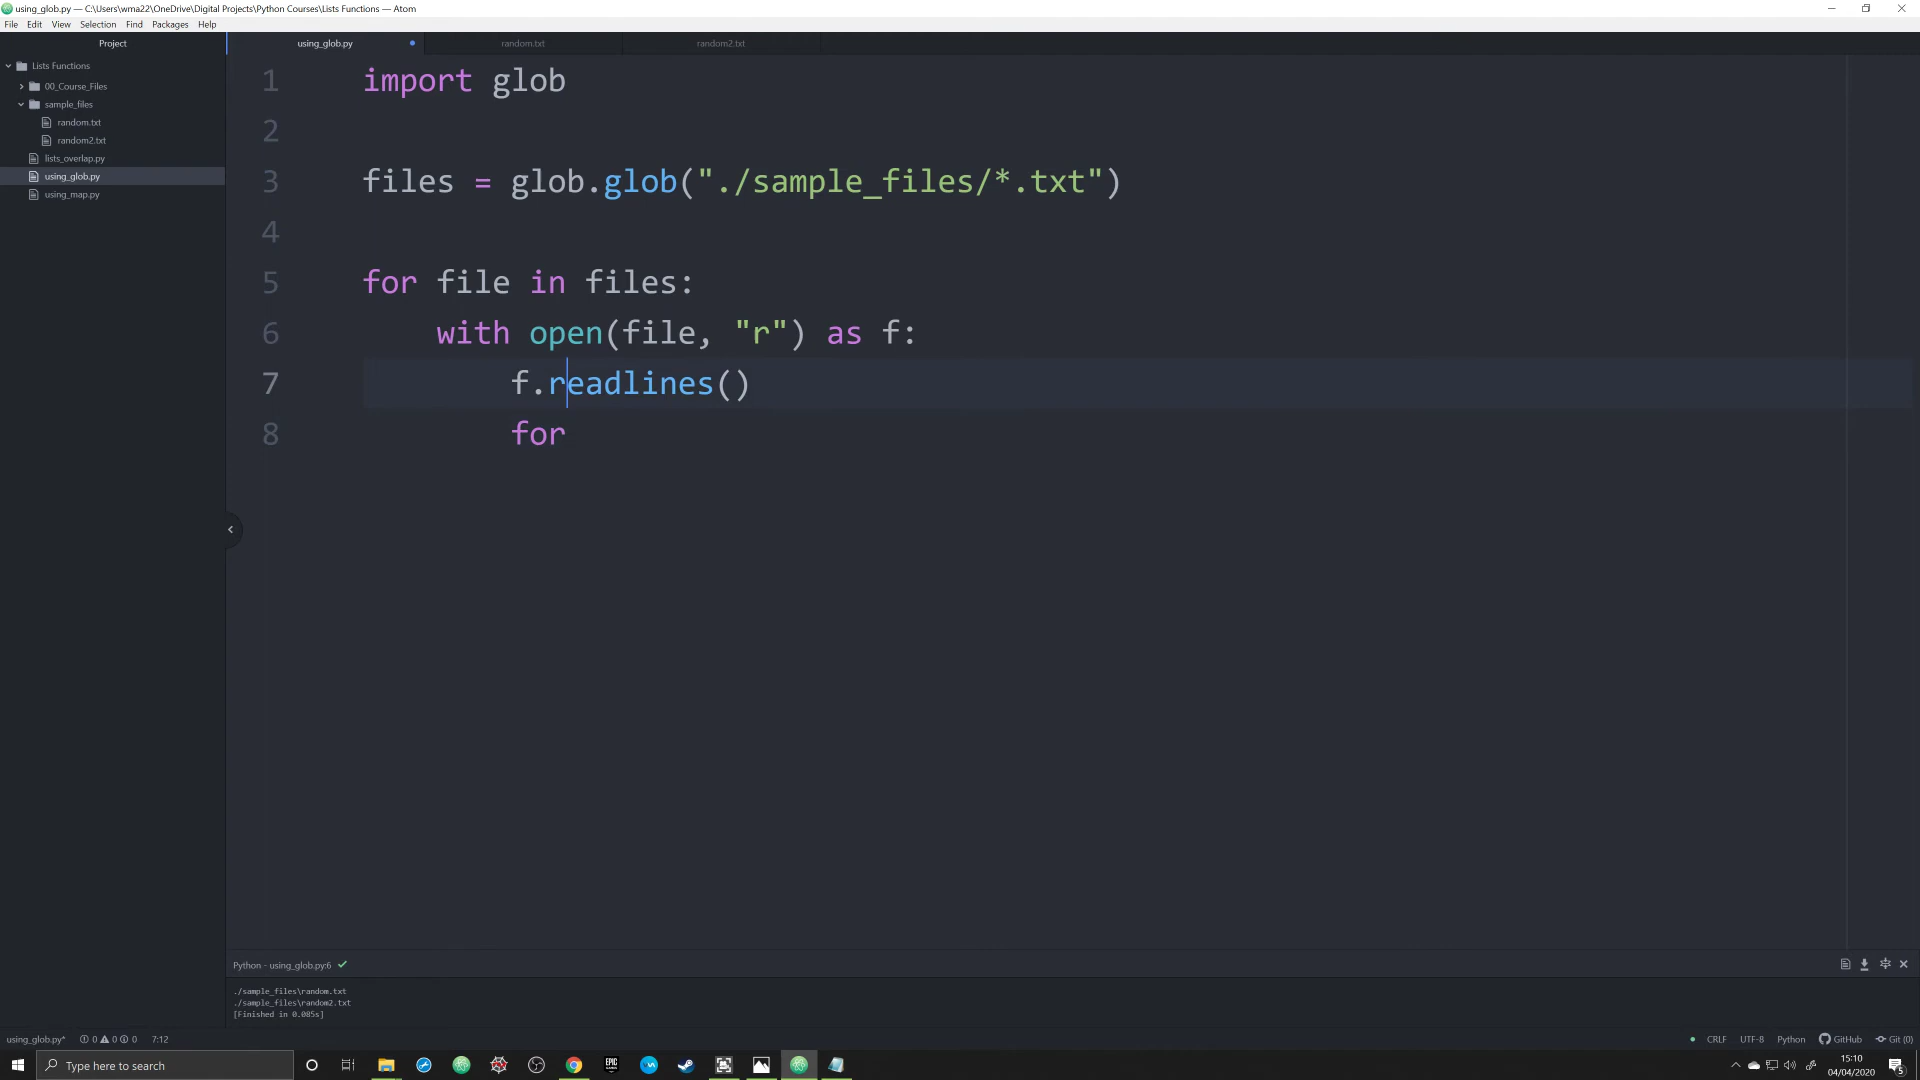 using_glob.py — C:\Users\wma22\OneDrive\Digital Projects\Python Courses\Lists Functions — Atom
File Edit View Selection Find Packages Help
Project
using_glob.py random.txt random2.txt
Lists Functions
00_Course_Files
sample_files
random.txt
random2.txt
lists_overlap.py
using_glob.py
using_map.py
1 import glob
2
3 files = glob.glob("./sample_files/*.txt")
4
5 for file in files:
6 with open(file, "r") as f:
7 f.readlines()
8 for
Python - using_glob.py:6
./sample_files\random.txt
./sample_files\random2.txt
[Finished in 0.085s]
using_glob.py* 0 0 0 7:12 CRLF UTF-8 Python GitHub Git (0)
Type here to search
EPIC GAMES
15:10
04/04/2020
5